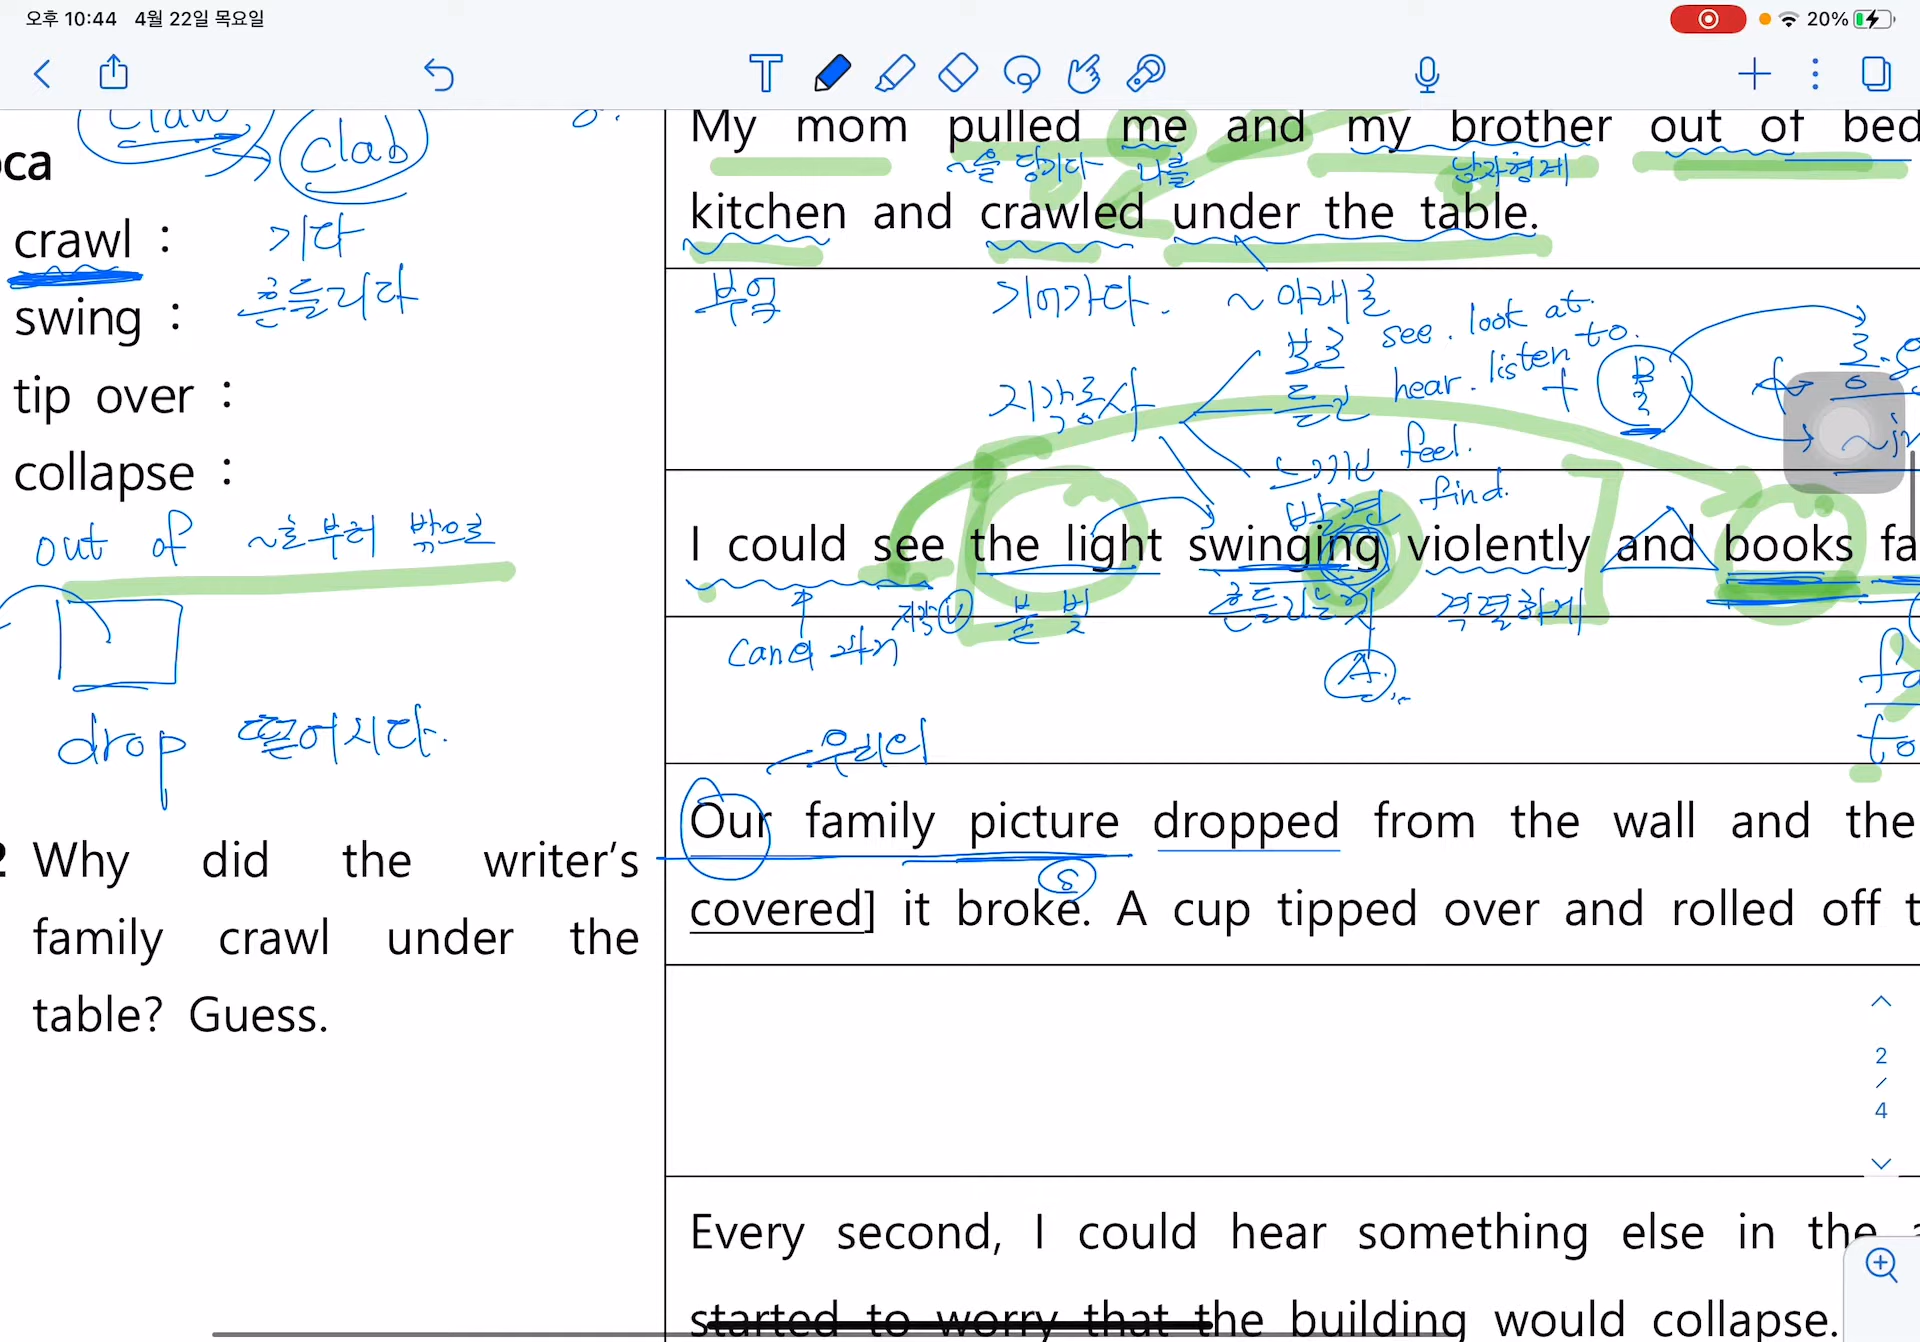 오후 10:44 4월 22일 목요일
20%
claw
clab
oca
crawl : 기다
swing : 흔들리다
tip over :
collapse :
out of ~로부터 밖으로
drop 떨어지다.
2 Why did the writer's
family crawl under the
table? Guess.
My mom pulled me and my brother out of bed
~을 당기다 나를 남자형제
kitchen and crawled under the table.
부엌 기어가다. ~아래로
지각동사
보고 see. look at.
듣고 hear. listen to. +
느끼고 feel.
발견 find.
I could see the light swinging violently and books fa
지각 v 불빛 흔들리는 것 격렬하게
can의 과거
A.
fa
to
우리의
Our family picture dropped from the wall and the
s
covered] it broke. A cup tipped over and rolled off t
Every second, I could hear something else in the a
started to worry that the building would collapse.
2
/
4